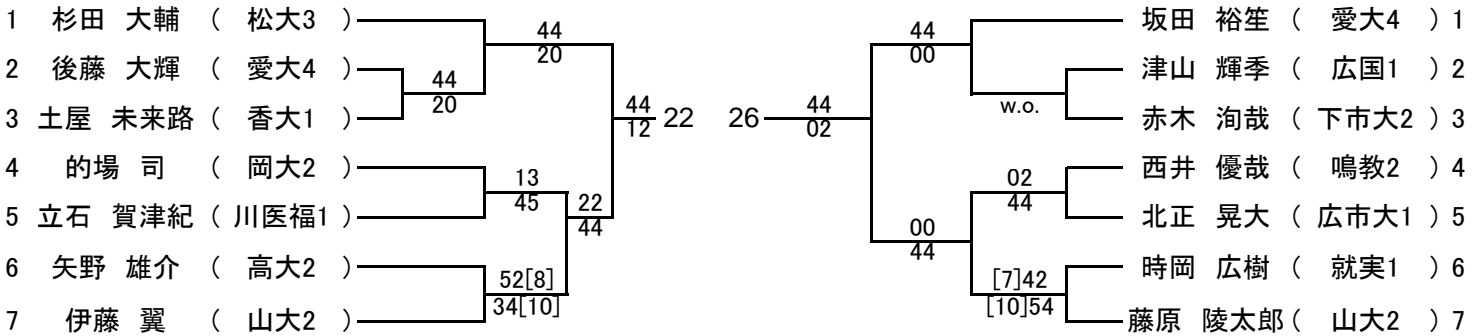 1 杉田 大輔 ( 松大3 )
2 後藤 大輝 ( 愛大4 )
3 土屋 未来路 ( 香大1 )
4 的場 司 ( 岡大2 )
5 立石 賀津紀 ( 川医福1 )
6 矢野 雄介 ( 高大2 )
7 伊藤 翼 ( 山大2 )
44
20
44
20
13
45
52[8]
34[10]
22
44
44
12
22
26
44
02
44
00
w.o.
00
44
02
44
[7]42
[10]54
坂田 裕笙 ( 愛大4 ) 1
津山 輝季 ( 広国1 ) 2
赤木 洵哉 ( 下市大2 ) 3
西井 優哉 ( 鳴教2 ) 4
北正 晃大 ( 広市大1 ) 5
時岡 広樹 ( 就実1 ) 6
藤原 陵太郎 ( 山大2 ) 7